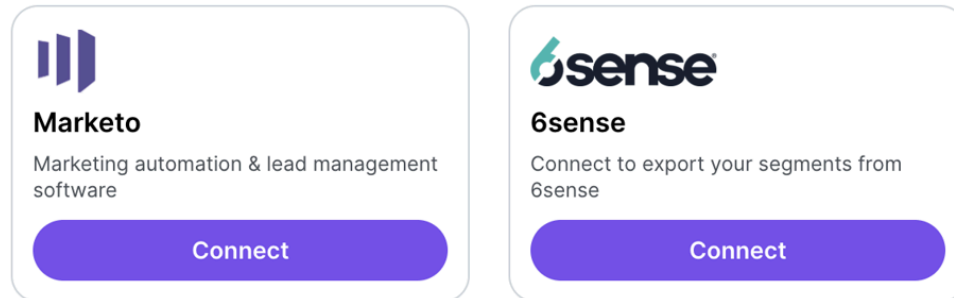 6sense
Marketo
Marketing automation & lead management
software
Connect
6sense
Connect to export your segments from
6sense
Connect